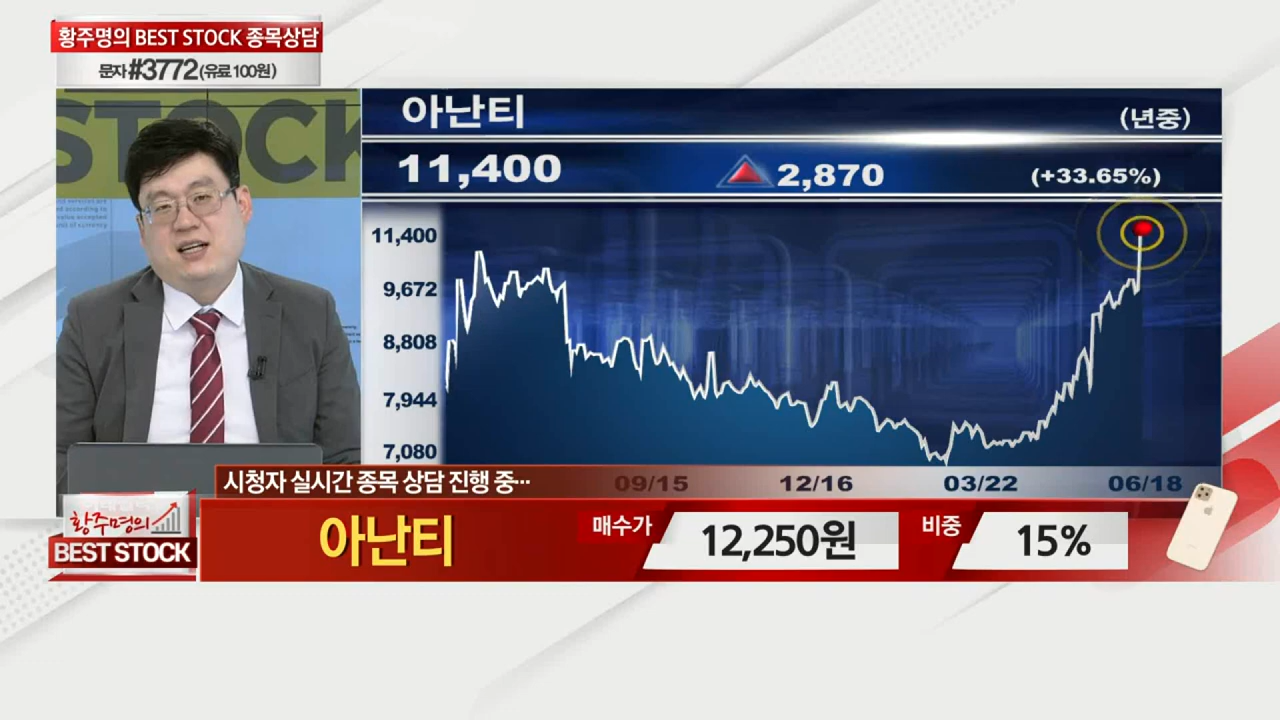 황주명의 BEST STOCK 종목상담
문자 #3772 (유료 100원)
STOCK
아난티
(년중)
11,400
2,870
(+33.65%)
11,400
9,672
8,808
7,944
7,080
09/15
12/16
03/22
06/18
시청자 실시간 종목 상담 진행 중...
황주명의
BEST STOCK
아난티
매수가
12,250원
비중
15%